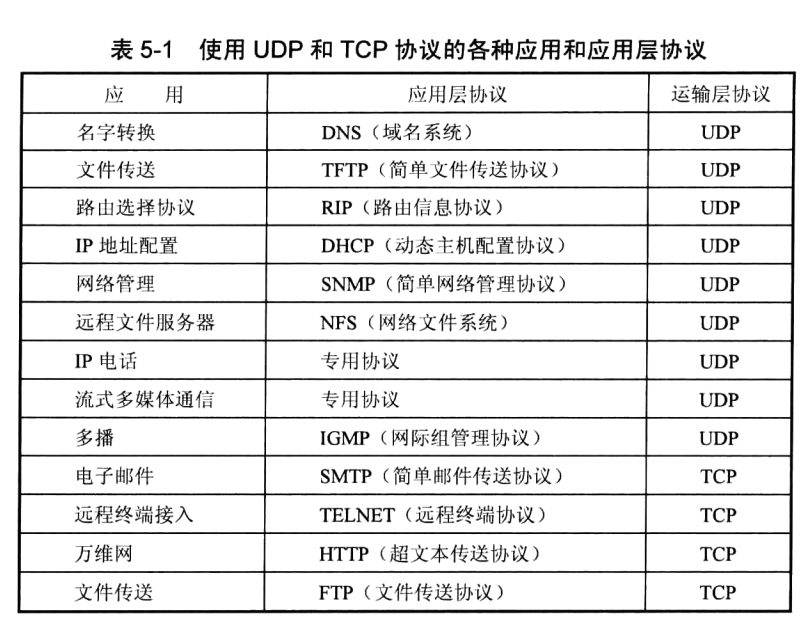 表 5-1 使用 UDP 和 TCP 协议的各种应用和应用层协议
应 用 应用层协议 运输层协议
名字转换 DNS（域名系统） UDP
文件传送 TFTP（简单文件传送协议） UDP
路由选择协议 RIP（路由信息协议） UDP
IP 地址配置 DHCP（动态主机配置协议） UDP
网络管理 SNMP（简单网络管理协议） UDP
远程文件服务器 NFS（网络文件系统） UDP
IP 电话 专用协议 UDP
流式多媒体通信 专用协议 UDP
多播 IGMP（网际组管理协议） UDP
电子邮件 SMTP（简单邮件传送协议） TCP
远程终端接入 TELNET（远程终端协议） TCP
万维网 HTTP（超文本传送协议） TCP
文件传送 FTP（文件传送协议） TCP